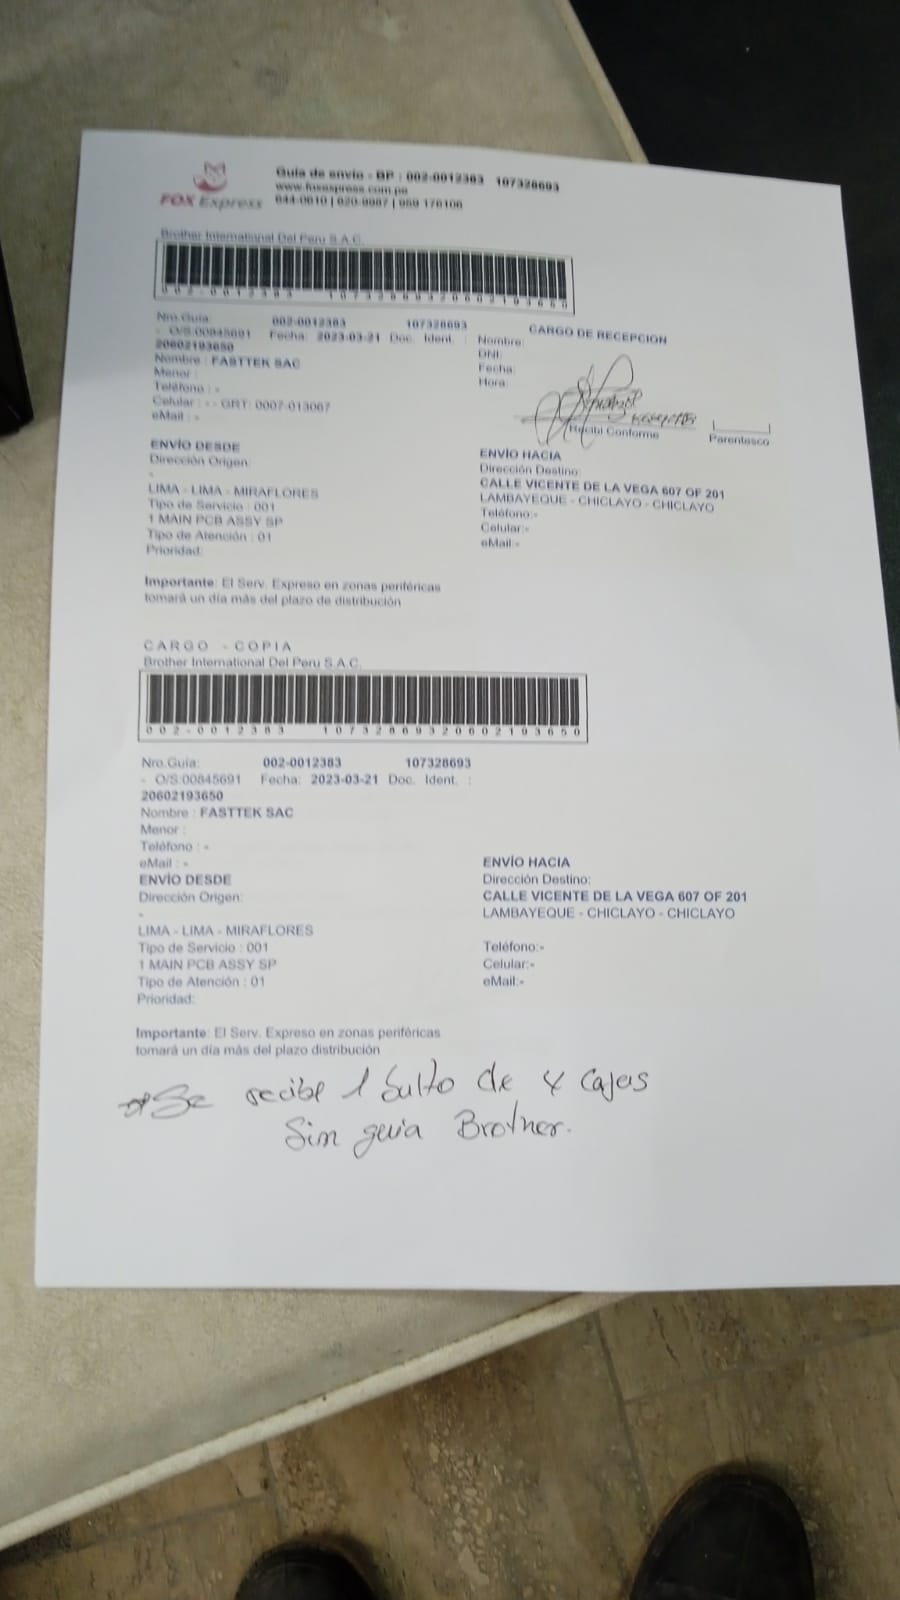 FOX Express
Guia de envío - BP : 002-0012383 107328693
www.foxexpress.com.pe
644-0610 | 620-9987 | 959 176106
Brother International Del Peru S.A.C.
002-0012383 10732869320602193650
Nro.Guia: 002-0012383 107328693
- O/S:00845691 Fecha: 2023-03-21 Doc. Ident. :
20602193650
Nombre : FASTTEK SAC
Menor :
Teléfono : -
Celular : - - GRT: 0007-013067
eMail : -
CARGO DE RECEPCION
Nombre:
DNI:
Fecha:
Hora:
Recibi Conforme
Parentesco
ENVÍO DESDE
Dirección Origen:
-
LIMA - LIMA - MIRAFLORES
Tipo de Servicio : 001
1 MAIN PCB ASSY SP
Tipo de Atención : 01
Prioridad:
ENVÍO HACIA
Dirección Destino:
CALLE VICENTE DE LA VEGA 607 OF 201
LAMBAYEQUE - CHICLAYO - CHICLAYO
Teléfono:-
Celular:-
eMail:-
Importante: El Serv. Expreso en zonas periféricas
tomará un día más del plazo de distribución
CARGO - COPIA
Brother International Del Peru S.A.C.
002-0012383 10732869320602193650
Nro.Guia: 002-0012383 107328693
- O/S:00845691 Fecha: 2023-03-21 Doc. Ident. :
20602193650
Nombre : FASTTEK SAC
Menor :
Teléfono : -
eMail : -
ENVÍO DESDE
Dirección Origen:
-
LIMA - LIMA - MIRAFLORES
Tipo de Servicio : 001
1 MAIN PCB ASSY SP
Tipo de Atención : 01
Prioridad:
ENVÍO HACIA
Dirección Destino:
CALLE VICENTE DE LA VEGA 607 OF 201
LAMBAYEQUE - CHICLAYO - CHICLAYO
Teléfono:-
Celular:-
eMail:-
Importante: El Serv. Expreso en zonas periféricas
tomará un día más del plazo distribución
* Se recibe 1 bulto de 4 cajas
Sin guia Brother.